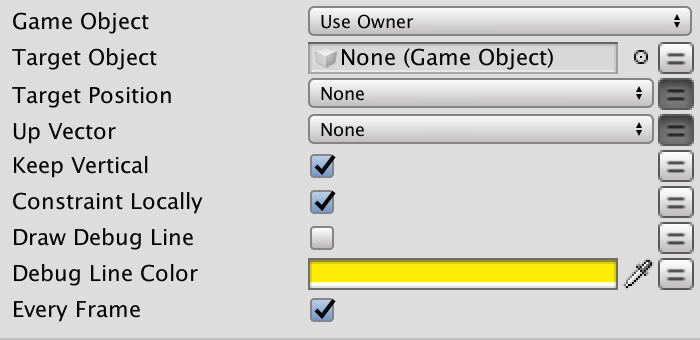 Game Object Use Owner
Target Object None (Game Object)
Target Position None
Up Vector None
Keep Vertical
Constraint Locally
Draw Debug Line
Debug Line Color
Every Frame